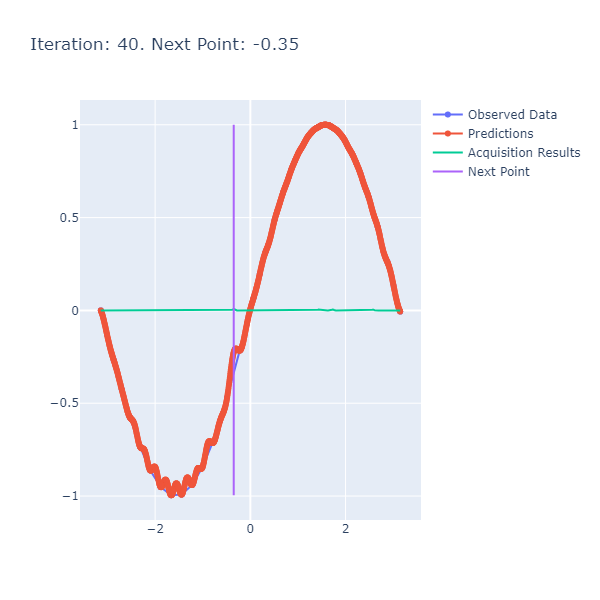 Iteration: 40. Next Point: -0.35
Observed Data
Predictions
Acquisition Results
Next Point
1
0.5
0
−0.5
−1
−2
0
2